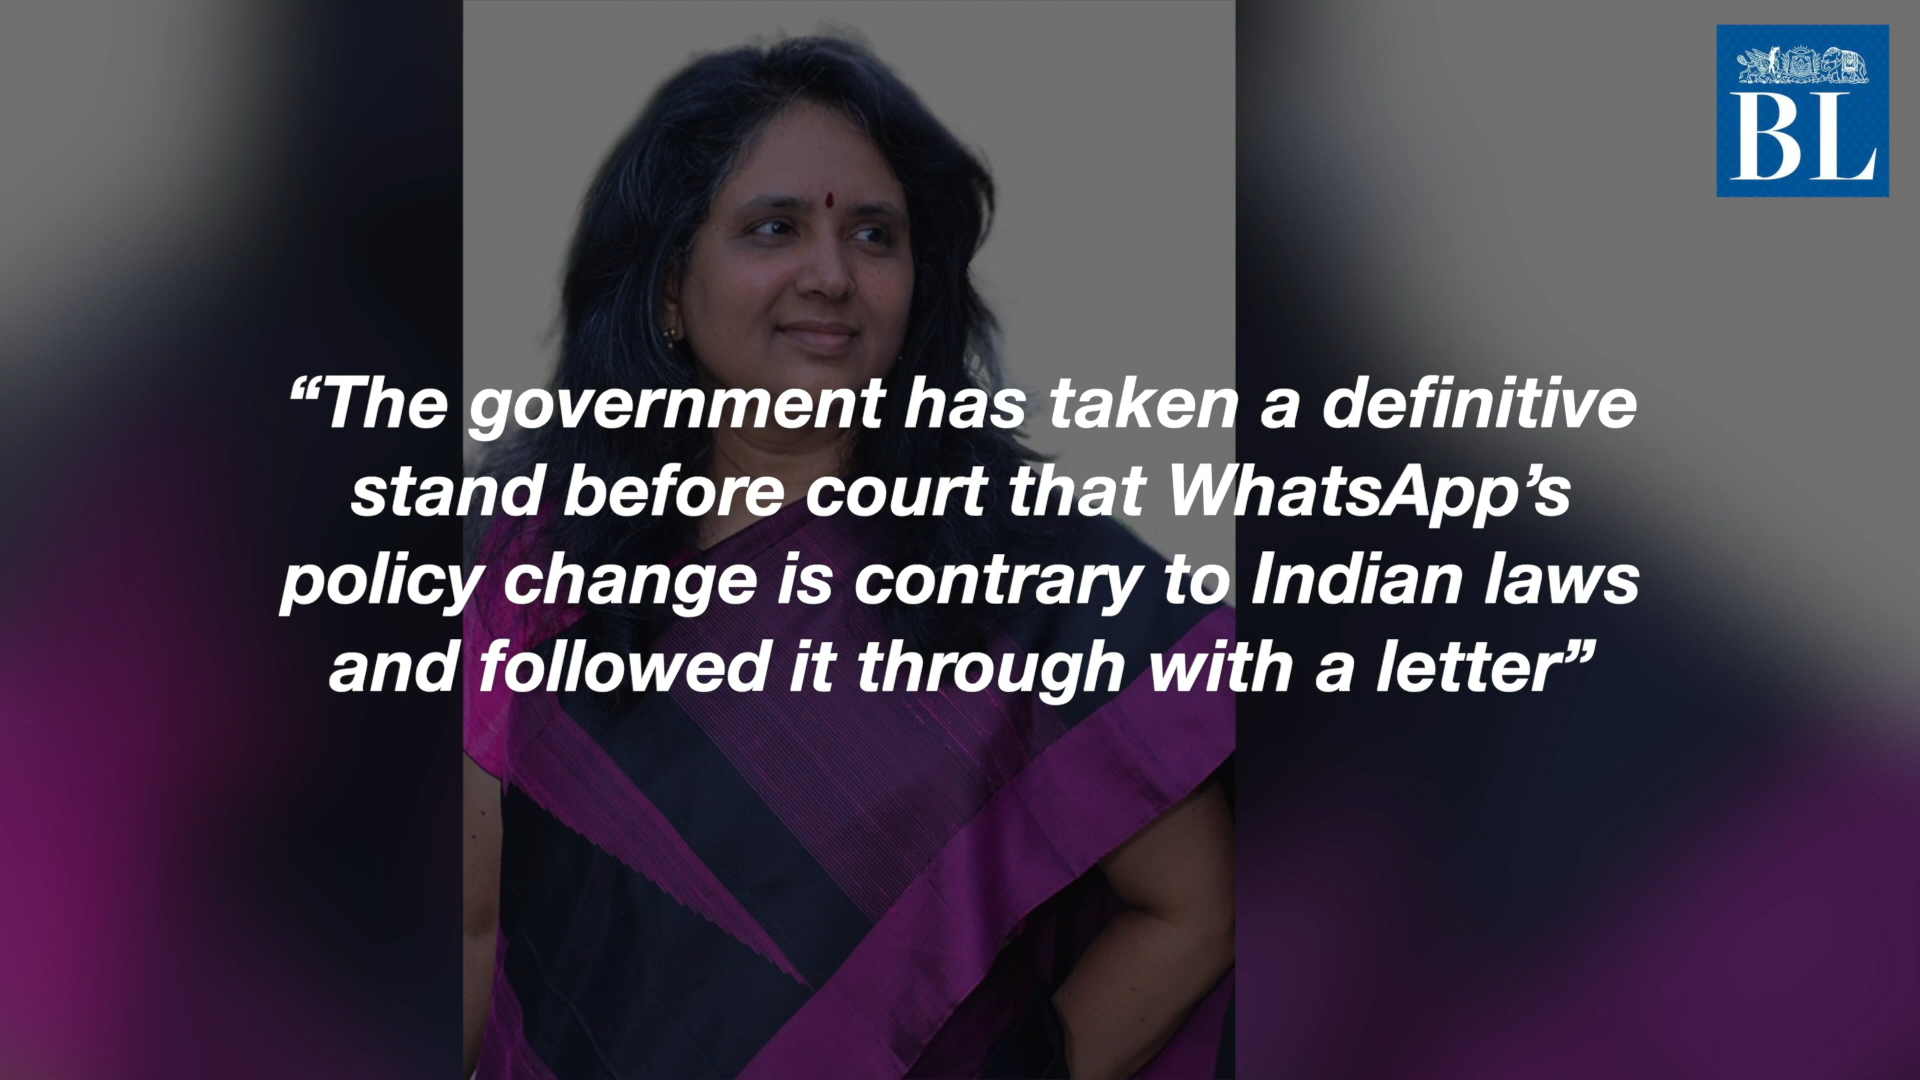 BL
“The government has taken a definitive
stand before court that WhatsApp’s
policy change is contrary to Indian laws
and followed it through with a letter”